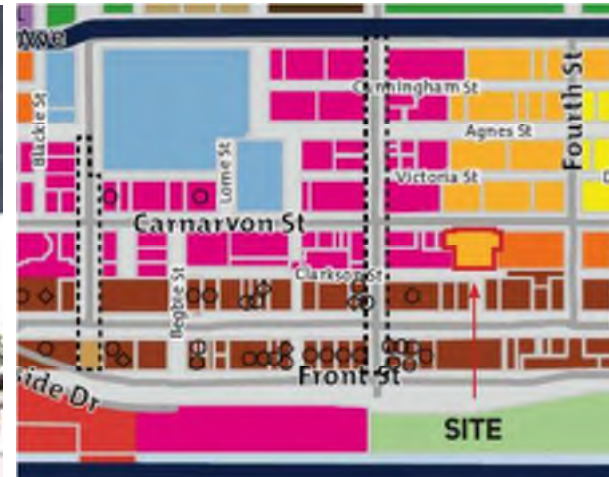 Blackie St
Cunningham St
Fourth St
Agnes St
Lorne St
Victoria St
Carnarvon St
Clarkson St
Begbie St
Front St
side Dr
SITE